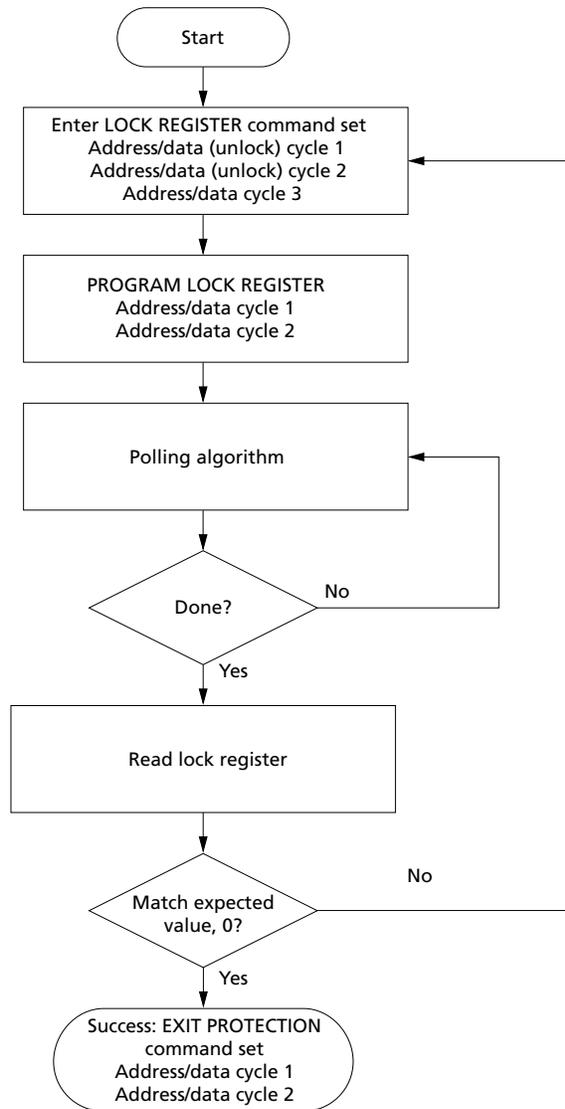 Start
Enter LOCK REGISTER command set
Address/data (unlock) cycle 1
Address/data (unlock) cycle 2
Address/data cycle 3
PROGRAM LOCK REGISTER
Address/data cycle 1
Address/data cycle 2
Polling algorithm
Done?
No
Yes
Read lock register
Match expected
value, 0?
No
Yes
Success: EXIT PROTECTION
command set
Address/data cycle 1
Address/data cycle 2